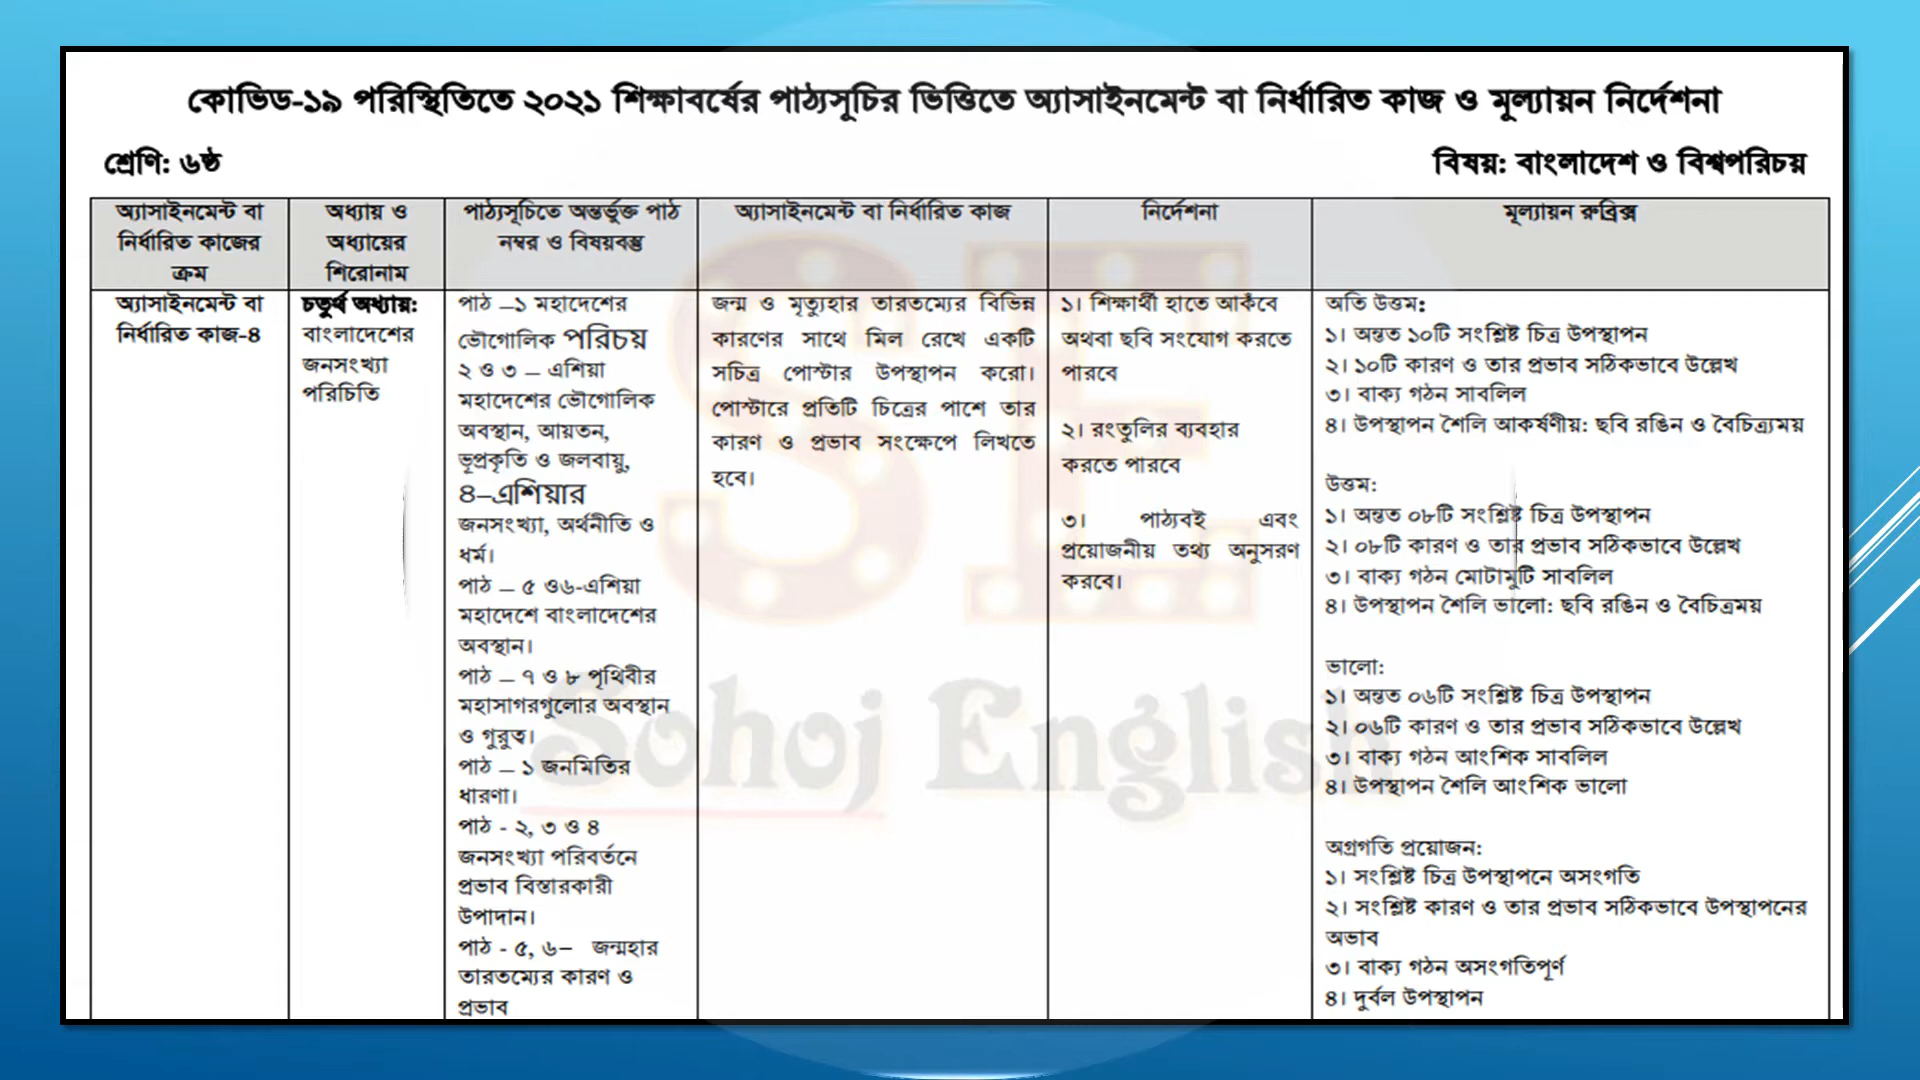 কোভিড-১৯ পরিস্থিতিতে ২০২১ শিক্ষাবর্ষের পাঠ্যসূচির ভিত্তিতে অ্যাসাইনমেন্ট বা নির্ধারিত কাজ ও মূল্যায়ন নির্দেশনা
শ্রেণি: ৬ষ্ঠ
বিষয়: বাংলাদেশ ও বিশ্বপরিচয়
অ্যাসাইনমেন্ট বা
নির্ধারিত কাজের
ক্রম
অধ্যায় ও
অধ্যায়ের
শিরোনাম
পাঠ্যসূচিতে অন্তর্ভুক্ত পাঠ
নম্বর ও বিষয়বস্তু
অ্যাসাইনমেন্ট বা নির্ধারিত কাজ
নির্দেশনা
মূল্যায়ন রুব্রিক্স
অ্যাসাইনমেন্ট বা
নির্ধারিত কাজ-৪
চতুর্থ অধ্যায়:
বাংলাদেশের
জনসংখ্যা
পরিচিতি
পাঠ –১ মহাদেশের
ভৌগোলিক পরিচয়
২ ও ৩ – এশিয়া
মহাদেশের ভৌগোলিক
অবস্থান, আয়তন,
ভূপ্রকৃতি ও জলবায়ু,
৪–এশিয়ার
জনসংখ্যা, অর্থনীতি ও
ধর্ম।
পাঠ – ৫ ও৬-এশিয়া
মহাদেশে বাংলাদেশের
অবস্থান।
পাঠ – ৭ ও ৮ পৃথিবীর
মহাসাগরগুলোর অবস্থান
ও গুরুত্ব।
পাঠ – ১ জনমিতির
ধারণা।
পাঠ - ২, ৩ ও ৪
জনসংখ্যা পরিবর্তনে
প্রভাব বিস্তারকারী
উপাদান।
পাঠ - ৫, ৬– জন্মহার
তারতম্যের কারণ ও
প্রভাব
জন্ম ও মৃত্যুহার তারতম্যের বিভিন্ন
কারণের সাথে মিল রেখে একটি
সচিত্র পোস্টার উপস্থাপন করো।
পোস্টারে প্রতিটি চিত্রের পাশে তার
কারণ ও প্রভাব সংক্ষেপে লিখতে
হবে।
১। শিক্ষার্থী হাতে আকঁবে
অথবা ছবি সংযোগ করতে
পারবে
২। রংতুলির ব্যবহার
করতে পারবে
৩। পাঠ্যবই এবং
প্রয়োজনীয় তথ্য অনুসরণ
করবে।
অতি উত্তম:
১। অন্তত ১০টি সংশ্লিষ্ট চিত্র উপস্থাপন
২। ১০টি কারণ ও তার প্রভাব সঠিকভাবে উল্লেখ
৩। বাক্য গঠন সাবলিল
৪। উপস্থাপন শৈলি আকর্ষণীয়: ছবি রঙিন ও বৈচিত্র্যময়
উত্তম:
১। অন্তত ০৮টি সংশ্লিষ্ট চিত্র উপস্থাপন
২। ০৮টি কারণ ও তার প্রভাব সঠিকভাবে উল্লেখ
৩। বাক্য গঠন মোটামুটি সাবলিল
৪। উপস্থাপন শৈলি ভালো: ছবি রঙিন ও বৈচিত্রময়
ভালো:
১। অন্তত ০৬টি সংশ্লিষ্ট চিত্র উপস্থাপন
২। ০৬টি কারণ ও তার প্রভাব সঠিকভাবে উল্লেখ
৩। বাক্য গঠন আংশিক সাবলিল
৪। উপস্থাপন শৈলি আংশিক ভালো
অগ্রগতি প্রয়োজন:
১। সংশ্লিষ্ট চিত্র উপস্থাপনে অসংগতি
২। সংশ্লিষ্ট কারণ ও তার প্রভাব সঠিকভাবে উপস্থাপনের
অভাব
৩। বাক্য গঠন অসংগতিপূর্ণ
৪। দুর্বল উপস্থাপন
SE
Sohoj English